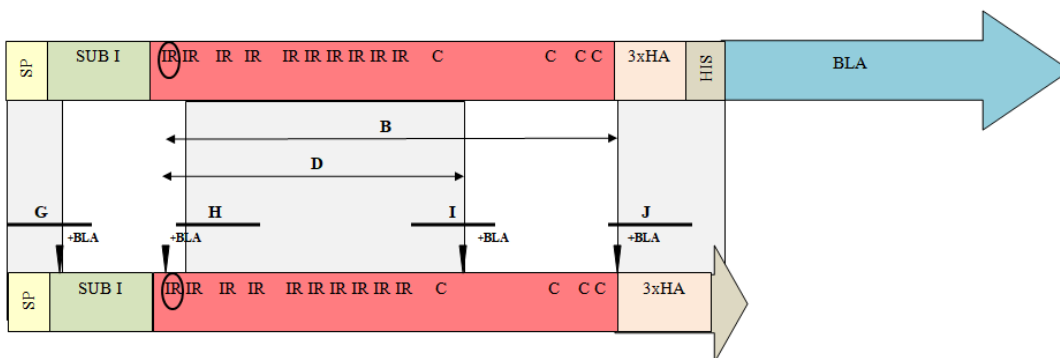 SP SUB I IR IR IR IR IR IR IR IR IR IR C C C C 3xHA HIS BLA
B
D
G H I J
+BLA +BLA +BLA +BLA
SP SUB I IR IR IR IR IR IR IR IR IR IR C C C C 3xHA